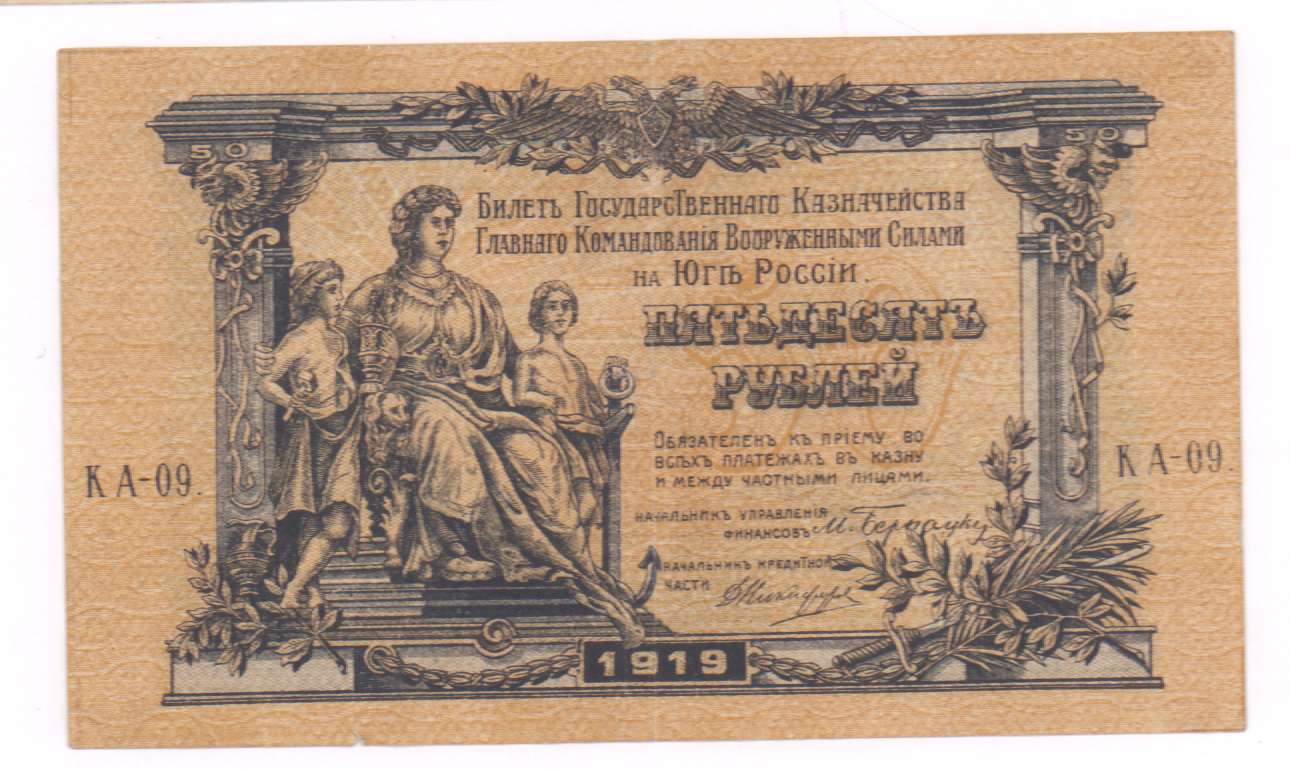 50 50
Билетъ Государственнаго Казначейства
Главнаго Командованія Вооруженными Силами
на Югѣ Россіи.
ПЯТЬДЕСЯТЪ
РУБЛЕЙ
Обязателенъ къ пріему во
всѣхъ платежахъ въ казну
и между частными лицами.
КА-09. КА-09.
Начальникъ управленія
финансовъ М.
Начальникъ кредитной
части
1919